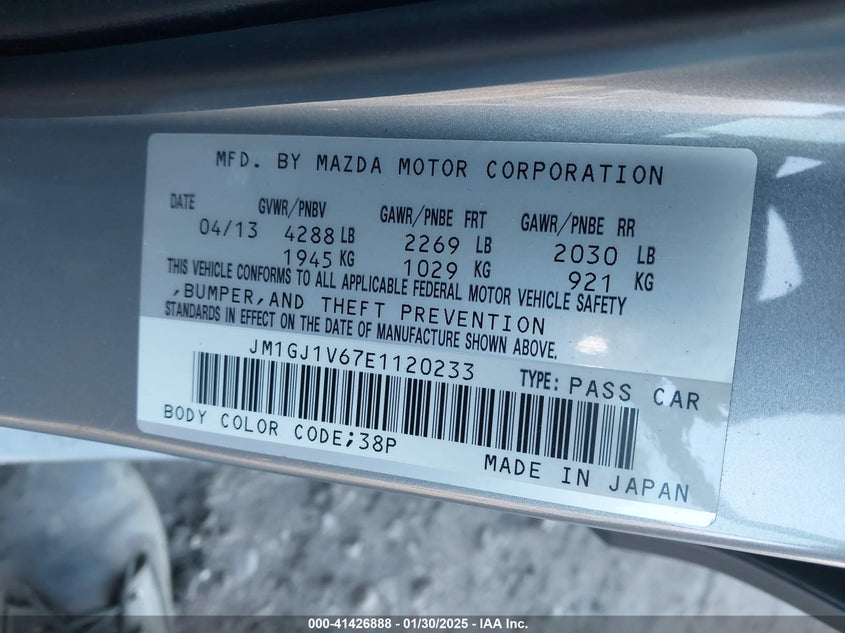 MFD. BY MAZDA MOTOR CORPORATION
DATE GVWR/PNBV GAWR/PNBE FRT GAWR/PNBE RR
04/13 4288 LB 2269 LB 2030 LB
1945 KG 1029 KG 921 KG
THIS VEHICLE CONFORMS TO ALL APPLICABLE FEDERAL MOTOR VEHICLE SAFETY
,BUMPER,AND THEFT PREVENTION
STANDARDS IN EFFECT ON THE DATE OF MANUFACTURE SHOWN ABOVE.
JM1GJ1V67E1120233 TYPE: PASS CAR
BODY COLOR CODE;38P
MADE IN JAPAN
000-41426888 - 01/30/2025 - IAA Inc.